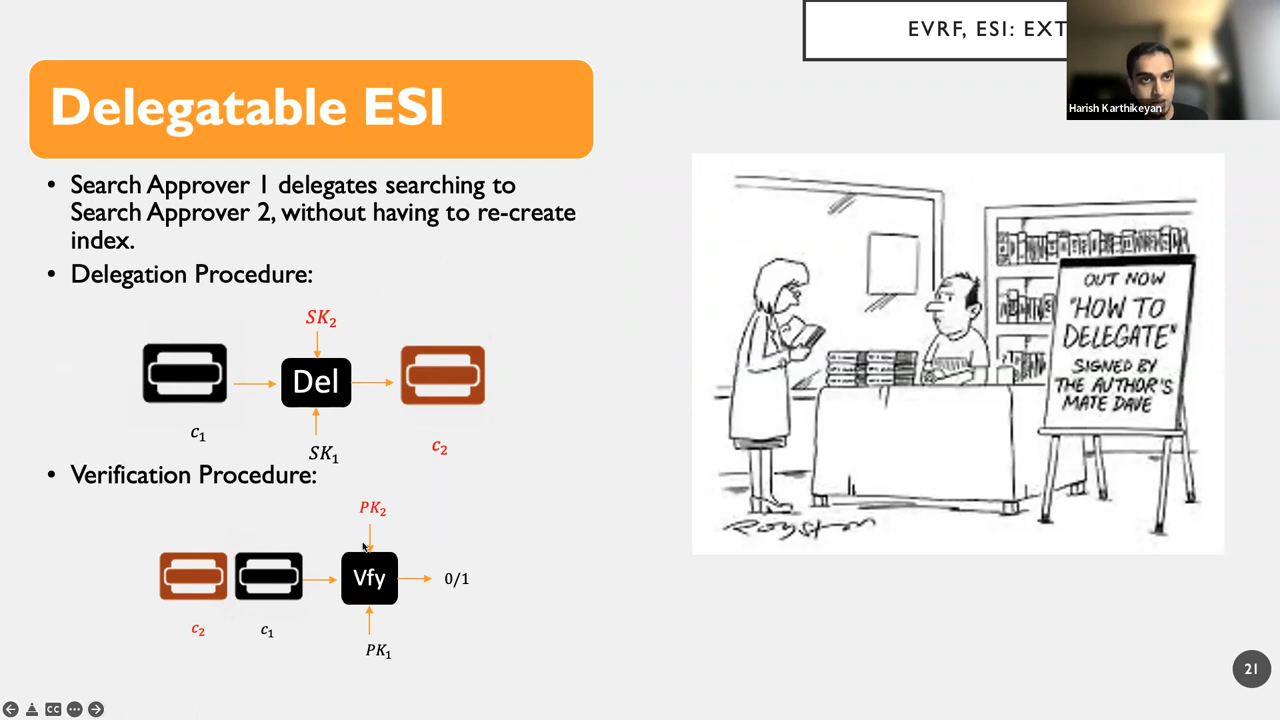 EVRF, ESI: EXT
Harish Karthikeyan
Delegatable ESI
• Search Approver 1 delegates searching to
Search Approver 2, without having to re-create
index.
• Delegation Procedure:
SK₂
Del
c₁
c₂
SK₁
• Verification Procedure:
PK₂
Vfy
0/1
c₂
c₁
PK₁
OUT NOW
"HOW TO
DELEGATE"
SIGNED BY
THE AUTHOR'S
MATE DAVE
Royston
21
CC